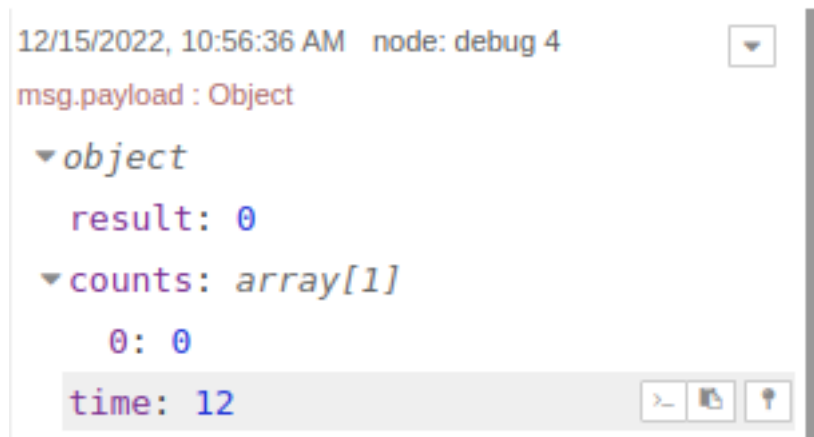 12/15/2022, 10:56:36 AM node: debug 4
msg.payload : Object
object
result: 0
counts: array[1]
0: 0
time: 12